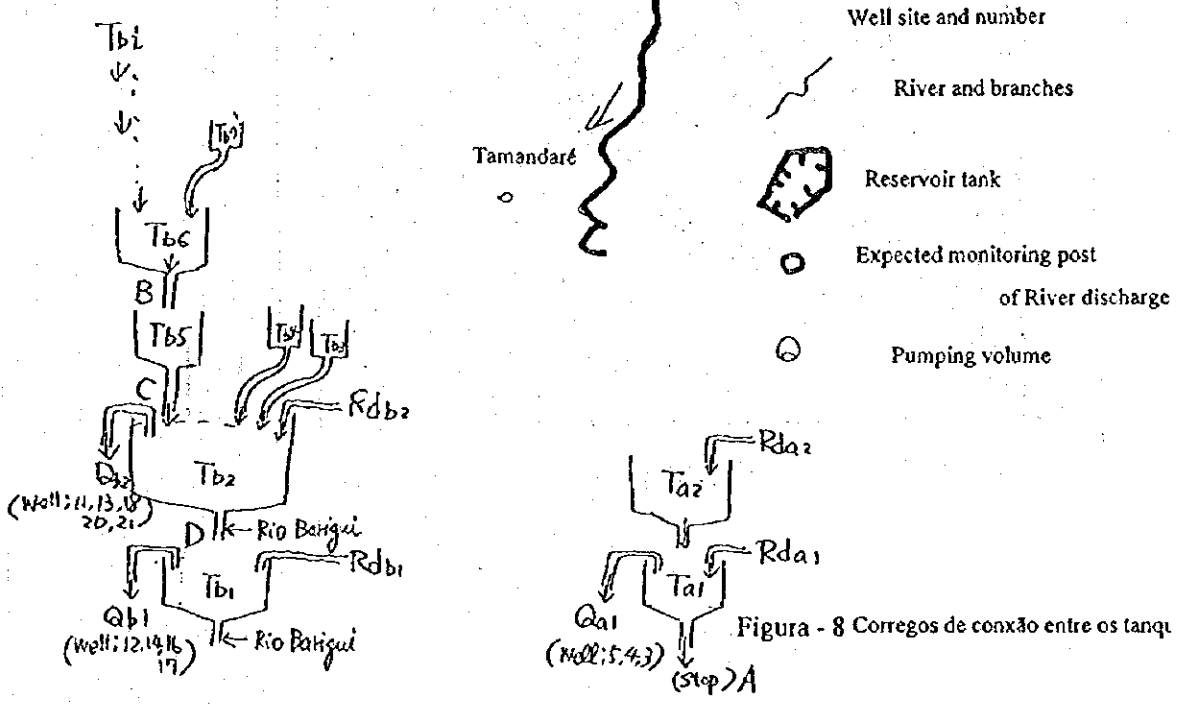 Well site and number
River and branches
Reservoir tank
Expected monitoring post
of River discharge
Pumping volume
Tamandaré
Tbi
Tb6
B
Tb5
C
Rdb2
Tb2
(Well; 11, 13, 18
20, 21)
D
Rio Barigui
Rdb1
Tb1
Qb1
(Well; 12, 14, 16
17)
Rio Barigui
Rda2
Ta2
Rda1
Ta1
Qa1
(Well; 5, 4, 3)
(Stop) A
Figura - 8 Corregos de conxão entre os tanqu